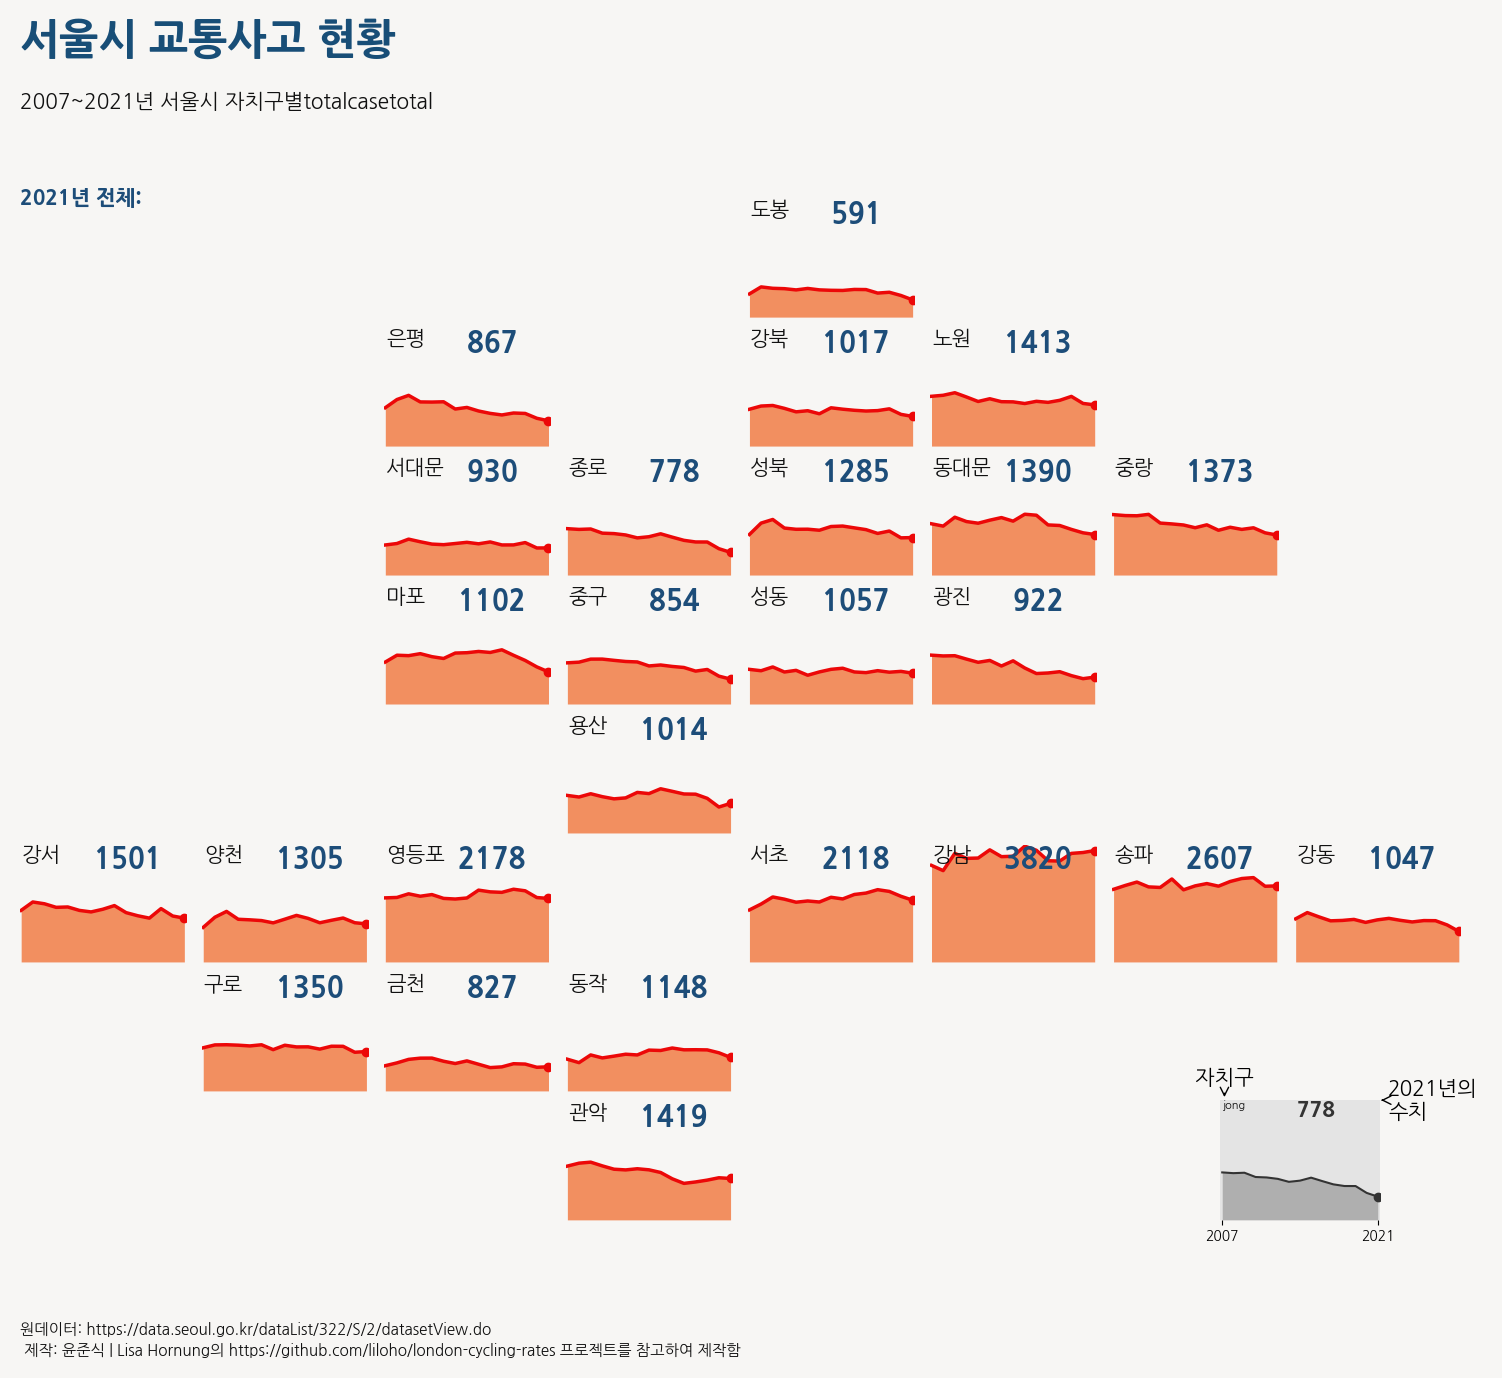 서울시 교통사고 현황
2007~2021년 서울시 자치구별totalcasetotal
2021년 전체:
도봉 591
은평 867
강북 1017
노원 1413
서대문 930
종로 778
성북 1285
동대문 1390
중랑 1373
마포 1102
중구 854
성동 1057
광진 922
용산 1014
강서 1501
양천 1305
영등포 2178
서초 2118
강남 3820
송파 2607
강동 1047
구로 1350
금천 827
동작 1148
관악 1419
자치구
2021년의
수치
jong 778
2007 2021
원데이터: https://data.seoul.go.kr/dataList/322/S/2/datasetView.do
제작: 윤준식 | Lisa Hornung의 https://github.com/liloho/london-cycling-rates 프로젝트를 참고하여 제작함